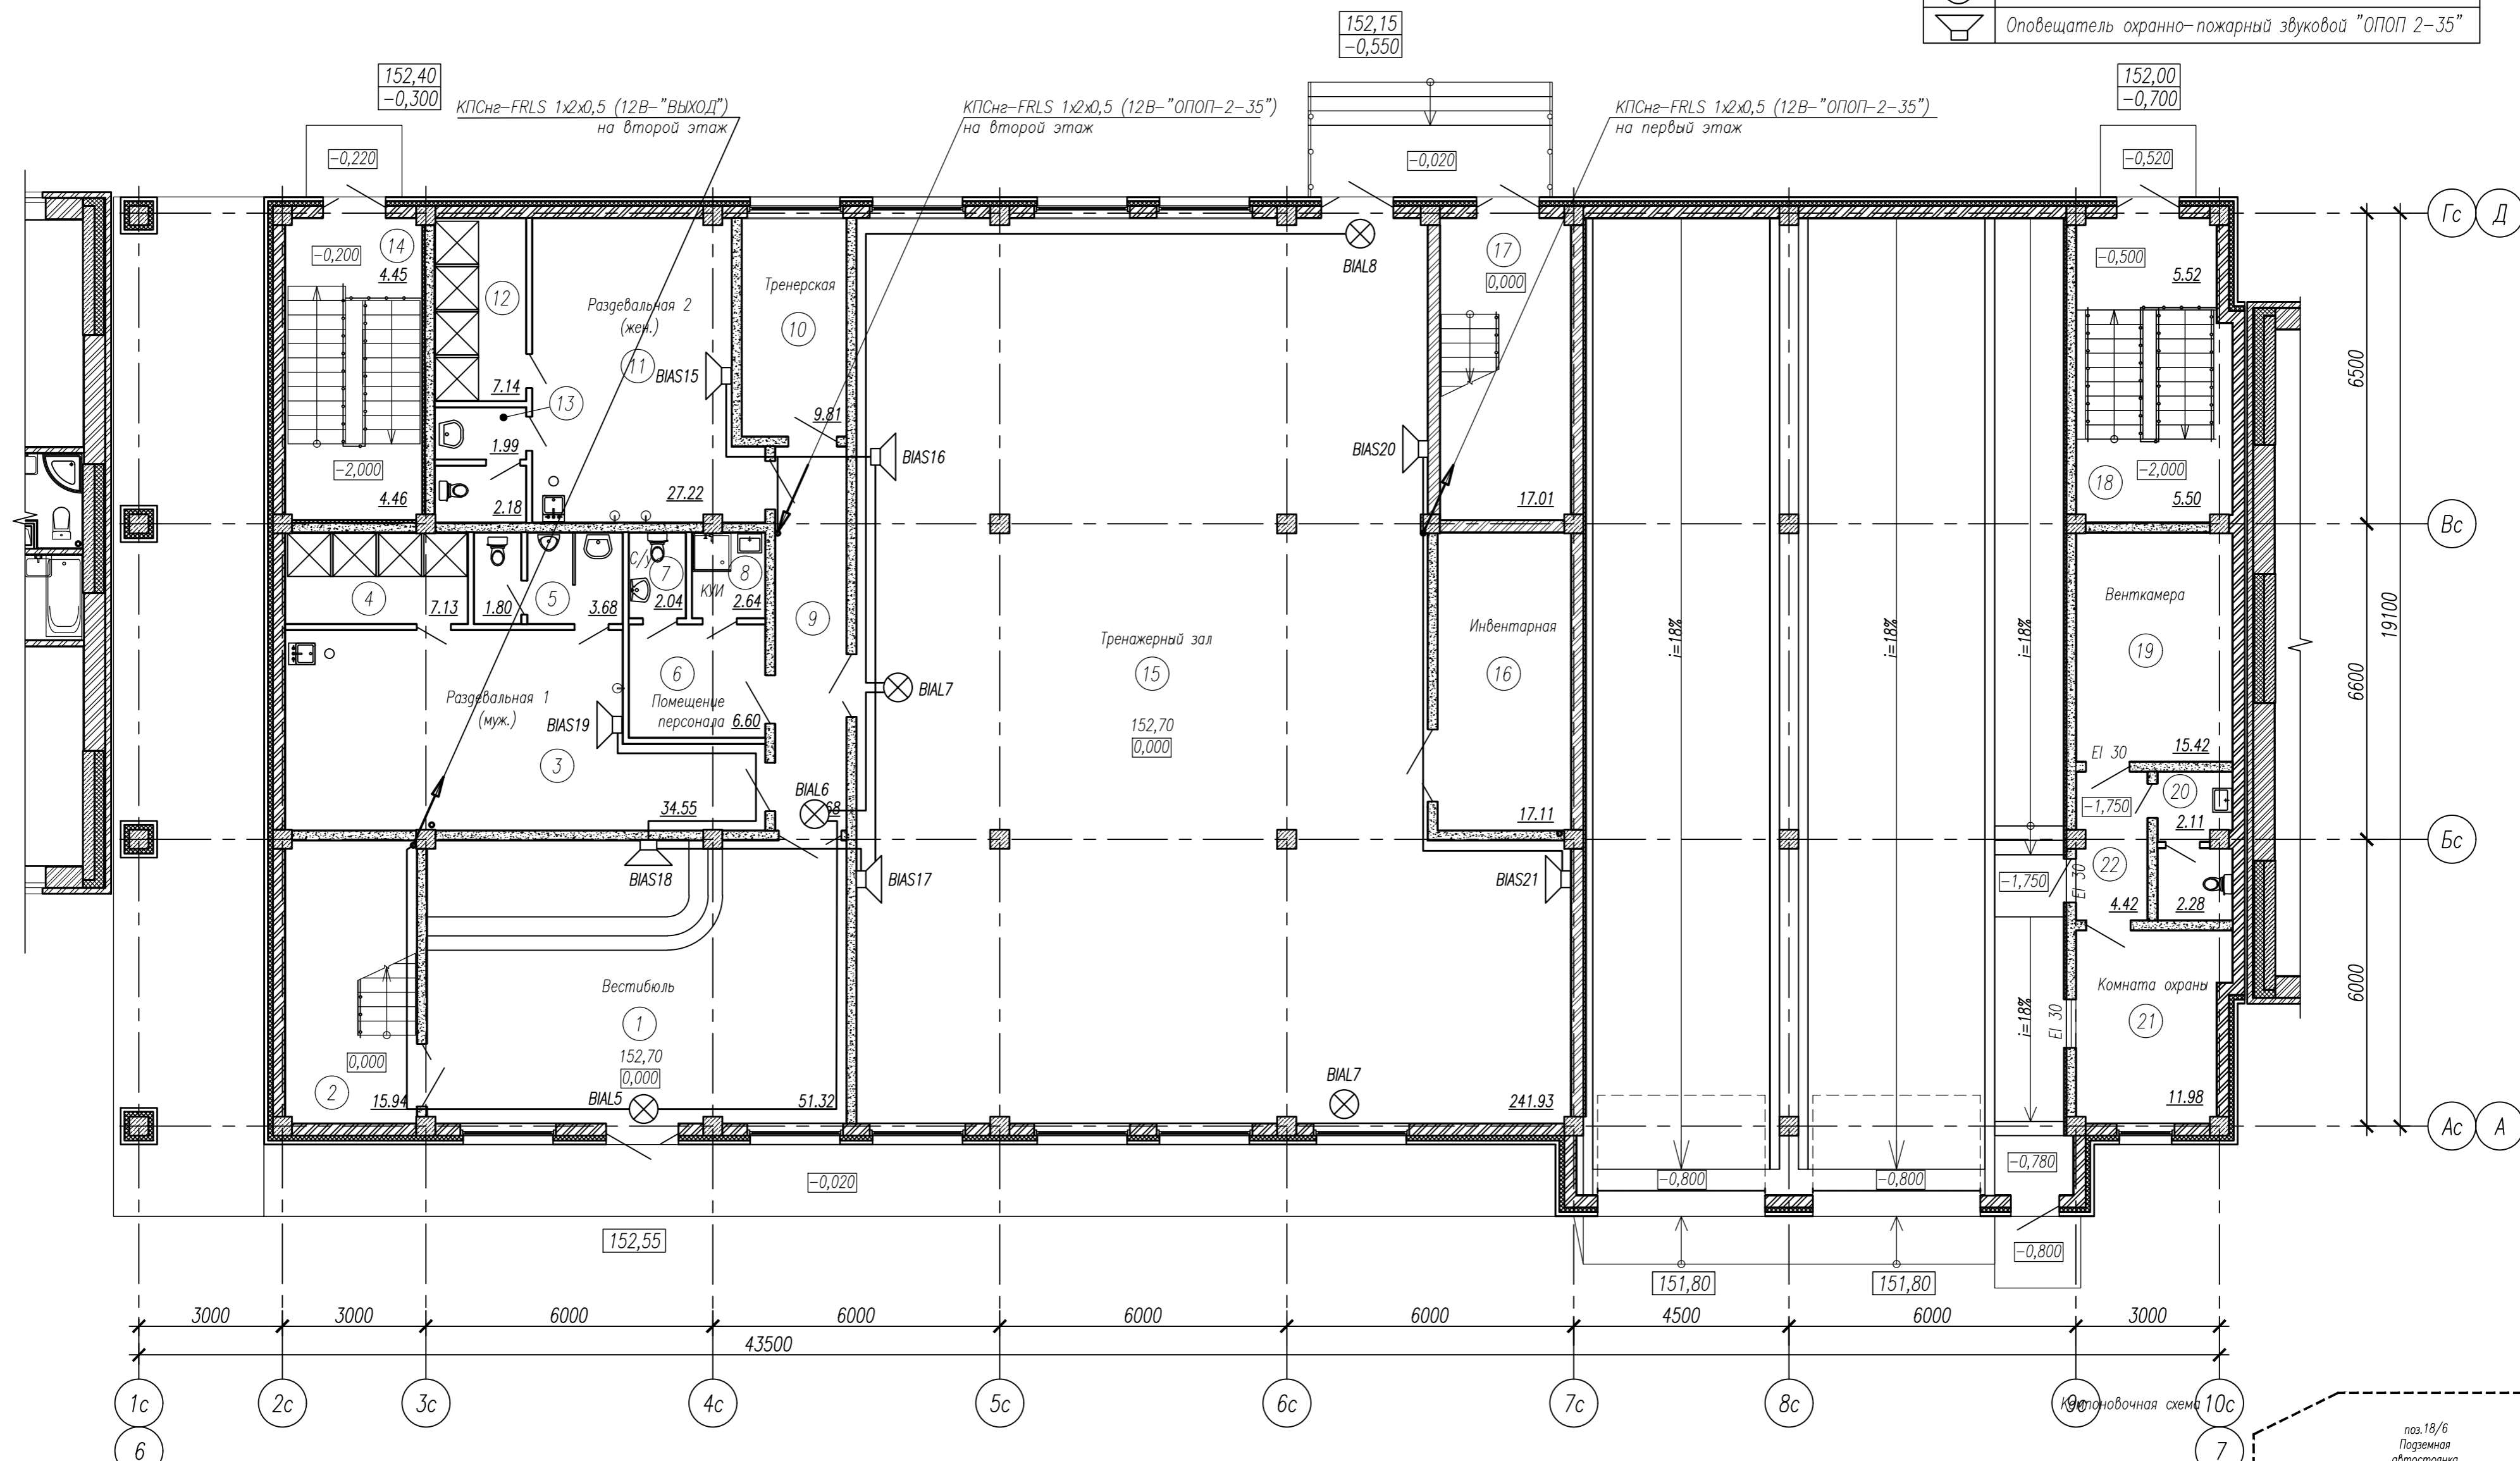 Оповещатель охранно-пожарный звуковой "ОПОП 2-35"
152,15
-0,550
152,40
-0,300
152,00
-0,700
КПСнг-FRLS 1х2х0,5 (12В-"ВЫХОД")
на второй этаж
КПСнг-FRLS 1х2х0,5 (12В-"ОПОП-2-35")
на второй этаж
КПСнг-FRLS 1х2х0,5 (12В-"ОПОП-2-35")
на первый этаж
-0,220
-0,020
-0,520
Гс
Д
14
-0,200
4.45
12
Раздевальная 2
(жен.)
11
Тренерская
10
BIAL8
17
0,000
-0,500
5.52
BIAS15
7.14
13
9.81
1.99
BIAS16
BIAS20
6500
-2,000
4.46
2.18
27.22
17.01
18
-2,000
5.50
Вс
С/У
7
8
КУИ
4
7.13
1.80
5
3.68
2.04
2.64
9
Тренажерный зал
15
152,70
0,000
Инвентарная
16
i=18%
i=18%
i=18%
Венткамера
19
19100
6600
Раздевальная 1
(муж.)
6
Помещение
персонала
6.60
BIAL7
BIAS19
3
BIAL6
34.55
68
17.11
EI 30
15.42
-1,750
20
2.11
Бс
BIAS18
BIAS17
BIAS21
-1,750
EI 30
22
4.42
2.28
6000
Вестибюль
1
152,70
0,000
2
0,000
15.94
BIAL5
51.32
BIAL7
241.93
i=18%
EI 30
Комната охраны
21
11.98
Ас
А
-0,020
-0,800
-0,800
-0,780
152,55
-0,800
151,80
151,80
3000
3000
6000
6000
6000
6000
4500
6000
3000
43500
1с
2с
3с
4с
5с
6с
7с
8с
9с
10с
Компоновочная схема
6
7
поз.18/6
Подземная
автостоянка